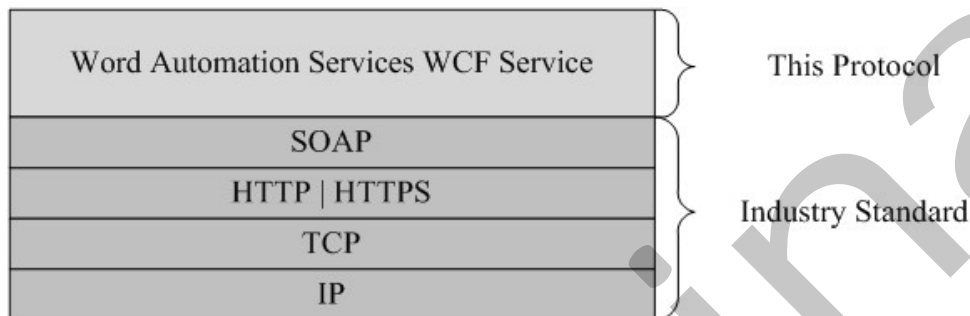 Word Automation Services WCF Service
This Protocol
SOAP
HTTP | HTTPS
Industry Standard
TCP
IP